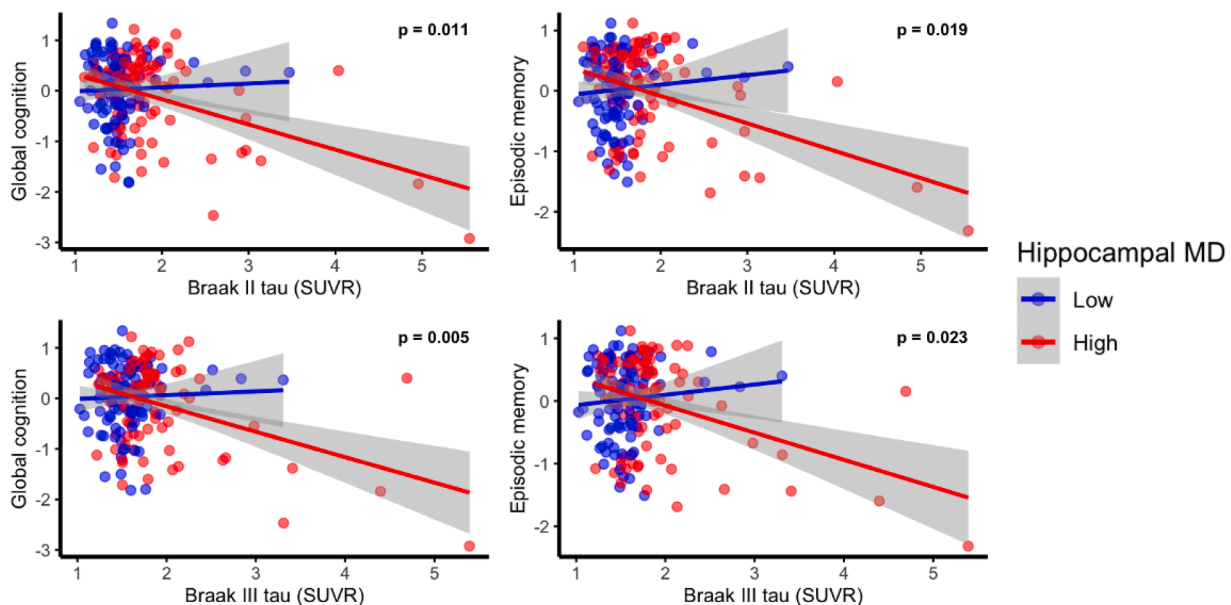 p = 0.011
1
0
-1
-2
-3
Global cognition
1 2 3 4 5
Braak II tau (SUVR)
p = 0.019
1
0
-1
-2
Episodic memory
1 2 3 4 5
Braak II tau (SUVR)
p = 0.005
1
0
-1
-2
-3
Global cognition
1 2 3 4 5
Braak III tau (SUVR)
p = 0.023
1
0
-1
-2
Episodic memory
1 2 3 4 5
Braak III tau (SUVR)
Hippocampal MD
Low
High